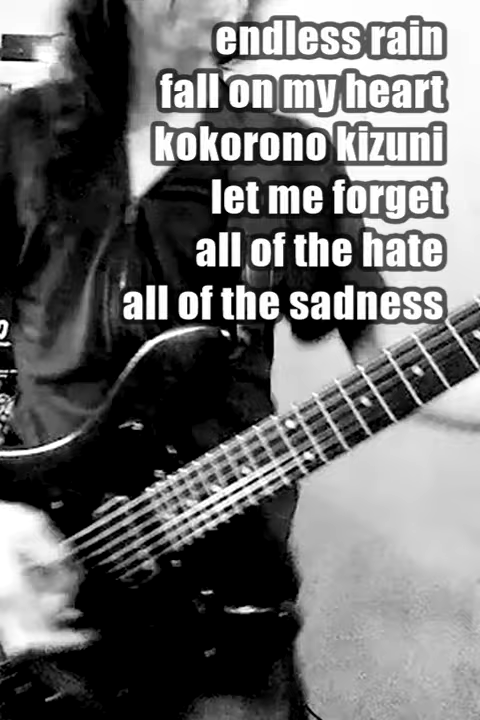 endless rain
fall on my heart
kokorono kizuni
let me forget
all of the hate
all of the sadness